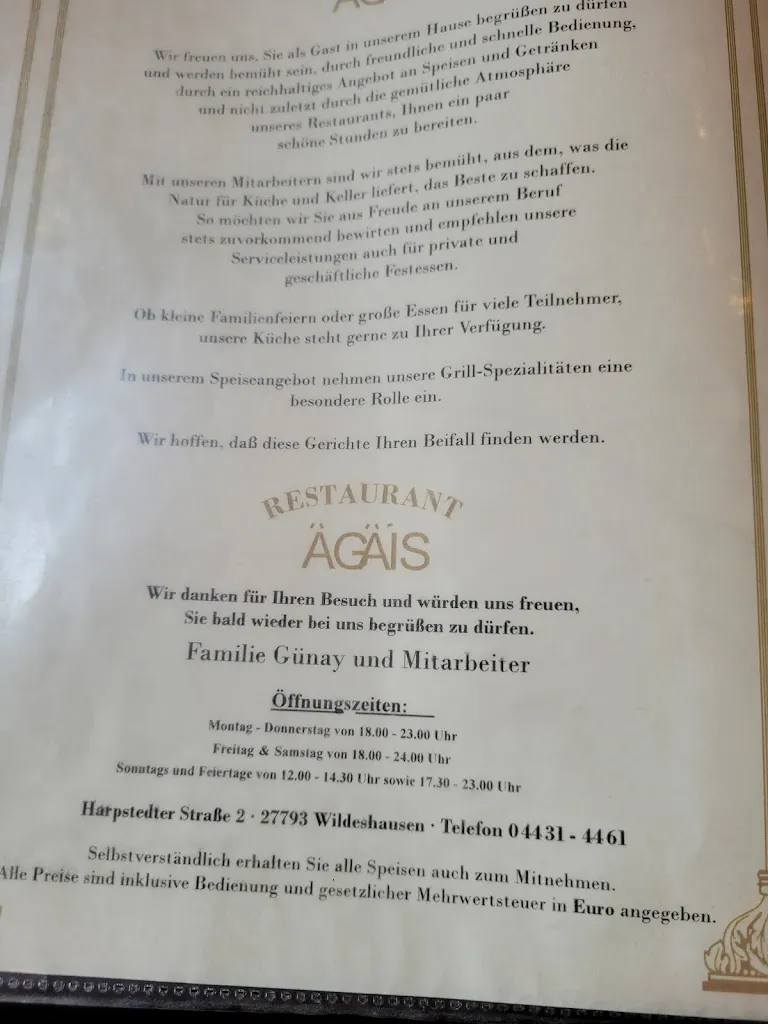 Wir freuen uns, Sie als Gast in unserem Hause begrüßen zu dürfen
und werden bemüht sein, durch freundliche und schnelle Bedienung,
durch ein reichhaltiges Angebot an Speisen und Getränken
und nicht zuletzt durch die gemütliche Atmosphäre
unseres Restaurants, Ihnen ein paar
schöne Stunden zu bereiten.
Mit unseren Mitarbeitern sind wir stets bemüht, aus dem, was die
Natur für Küche und Keller liefert, das Beste zu schaffen.
So möchten wir Sie aus Freude an unserem Beruf
stets zuvorkommend bewirten und empfehlen unsere
Serviceleistungen auch für private und
geschäftliche Festessen.
Ob kleine Familienfeiern oder große Essen für viele Teilnehmer,
unsere Küche steht gerne zu Ihrer Verfügung.
In unserem Speiseangebot nehmen unsere Grill-Spezialitäten eine
besondere Rolle ein.
Wir hoffen, daß diese Gerichte Ihren Beifall finden werden.
RESTAURANT
ÄGÄIS
Wir danken für Ihren Besuch und würden uns freuen,
Sie bald wieder bei uns begrüßen zu dürfen.
Familie Günay und Mitarbeiter
Öffnungszeiten:
Montag - Donnerstag von 18.00 - 23.00 Uhr
Freitag & Samstag von 18.00 - 24.00 Uhr
Sonntags und Feiertage von 12.00 - 14.30 Uhr sowie 17.30 - 23.00 Uhr
Harpstedter Straße 2 · 27793 Wildeshausen · Telefon 0 44 31 - 44 61
Selbstverständlich erhalten Sie alle Speisen auch zum Mitnehmen.
Alle Preise sind inklusive Bedienung und gesetzlicher Mehrwertsteuer in Euro angegeben.